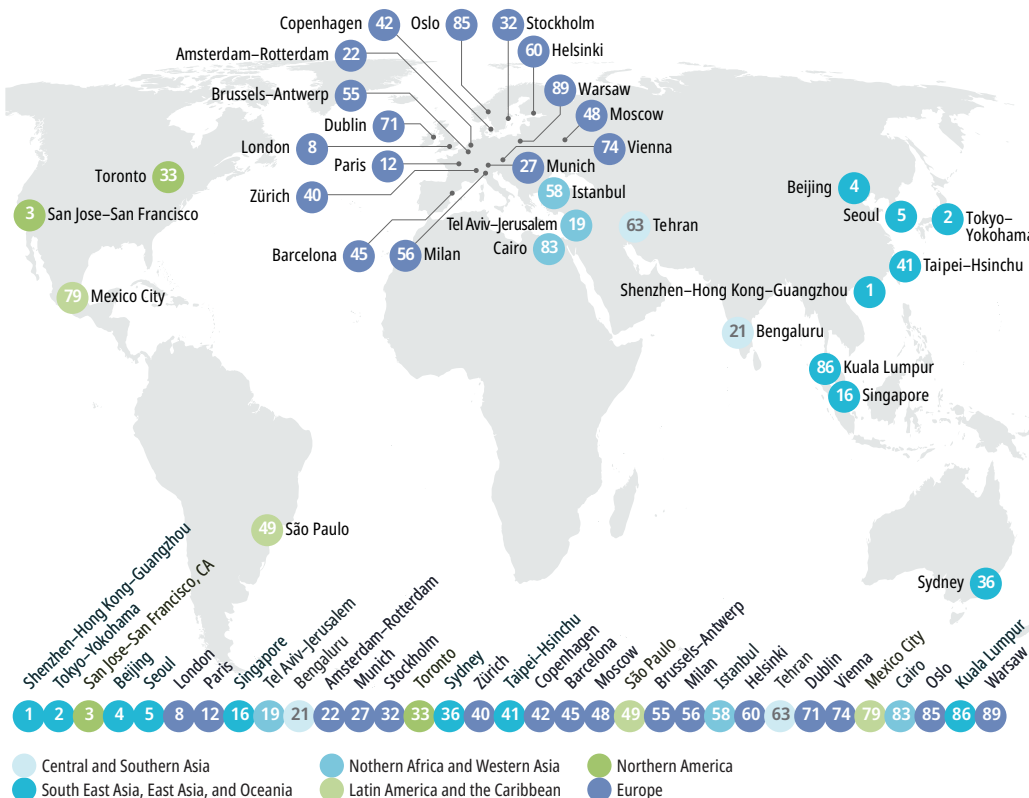 Copenhagen 42
Oslo 85
32 Stockholm
60 Helsinki
Amsterdam–Rotterdam 22
Brussels–Antwerp 55
89 Warsaw
48 Moscow
Dublin 71
London 8
74 Vienna
Paris 12
27 Munich
Zürich 40
58 Istanbul
Toronto 33
3 San Jose–San Francisco
Tel Aviv–Jerusalem 19
63 Tehran
Cairo 83
Barcelona 45
56 Milan
79 Mexico City
Beijing 4
Seoul 5
2 Tokyo–
Yokohama
41 Taipei–Hsinchu
Shenzhen–Hong Kong–Guangzhou 1
21 Bengaluru
86 Kuala Lumpur
16 Singapore
49 São Paulo
Sydney 36
Shenzhen–Hong Kong–Guangzhou
Tokyo–Yokohama
San Jose–San Francisco, CA
Beijing
Seoul
London
Paris
Singapore
Tel Aviv–Jerusalem
Bengaluru
Amsterdam–Rotterdam
Munich
Stockholm
Toronto
Sydney
Zürich
Taipei–Hsinchu
Copenhagen
Barcelona
Moscow
São Paulo
Brussels–Antwerp
Milan
Istanbul
Helsinki
Tehran
Dublin
Vienna
Mexico City
Cairo
Oslo
Kuala Lumpur
Warsaw
1 2 3 4 5 8 12 16 19 21 22 27 32 33 36 40 41 42 45 48 49 55 56 58 60 63 71 74 79 83 85 86 89
Central and Southern Asia
Nothern Africa and Western Asia
Northern America
South East Asia, East Asia, and Oceania
Latin America and the Caribbean
Europe